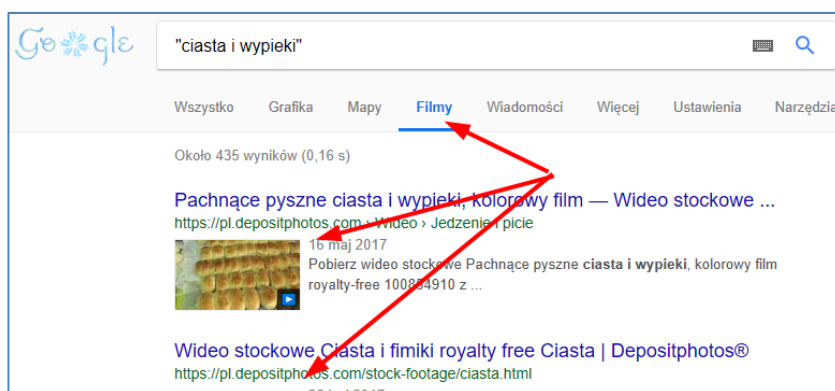 Google
"ciasta i wypieki"
Wszystko Grafika Mapy Filmy Wiadomości Więcej Ustawienia Narzędzia
Około 435 wyników (0,16 s)
Pachnące pyszne ciasta i wypieki, kolorowy film — Wideo stockowe ...
https://pl.depositphotos.com › Wideo › Jedzenie i picie
16 maj 2017
Pobierz wideo stockowe Pachnące pyszne ciasta i wypieki, kolorowy film
royalty-free 100894910 z ...
Wideo stockowe Ciasta i fimiki royalty free Ciasta | Depositphotos®
https://pl.depositphotos.com/stock-footage/ciasta.html